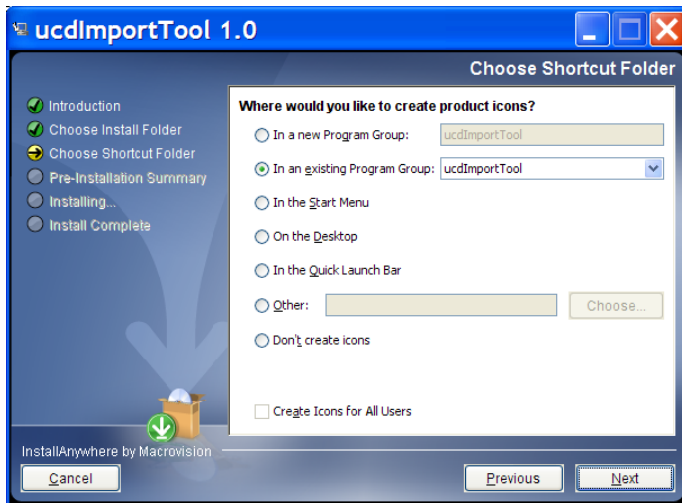 ucdImportTool 1.0
Choose Shortcut Folder
Introduction
Choose Install Folder
Choose Shortcut Folder
Pre-Installation Summary
Installing...
Install Complete
Where would you like to create product icons?
In a new Program Group: ucdImportTool
In an existing Program Group: ucdImportTool
In the Start Menu
On the Desktop
In the Quick Launch Bar
Other: Choose...
Don't create icons
Create Icons for All Users
InstallAnywhere by Macrovision
Cancel Previous Next